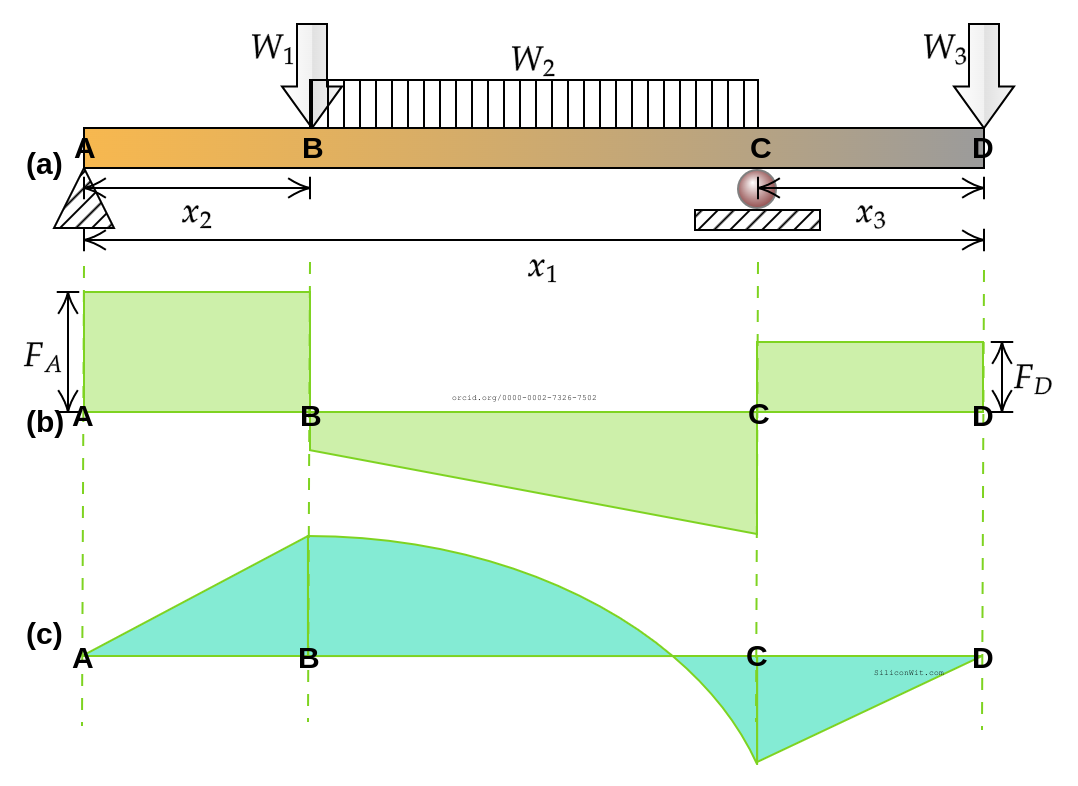 W1
W2
W3
A
B
C
D
(a)
x2
x3
x1
FA
orcid.org/0000-0002-7326-7502
FD
(b)
A
B
C
D
(c)
A
B
C
D
SiliconWit.com